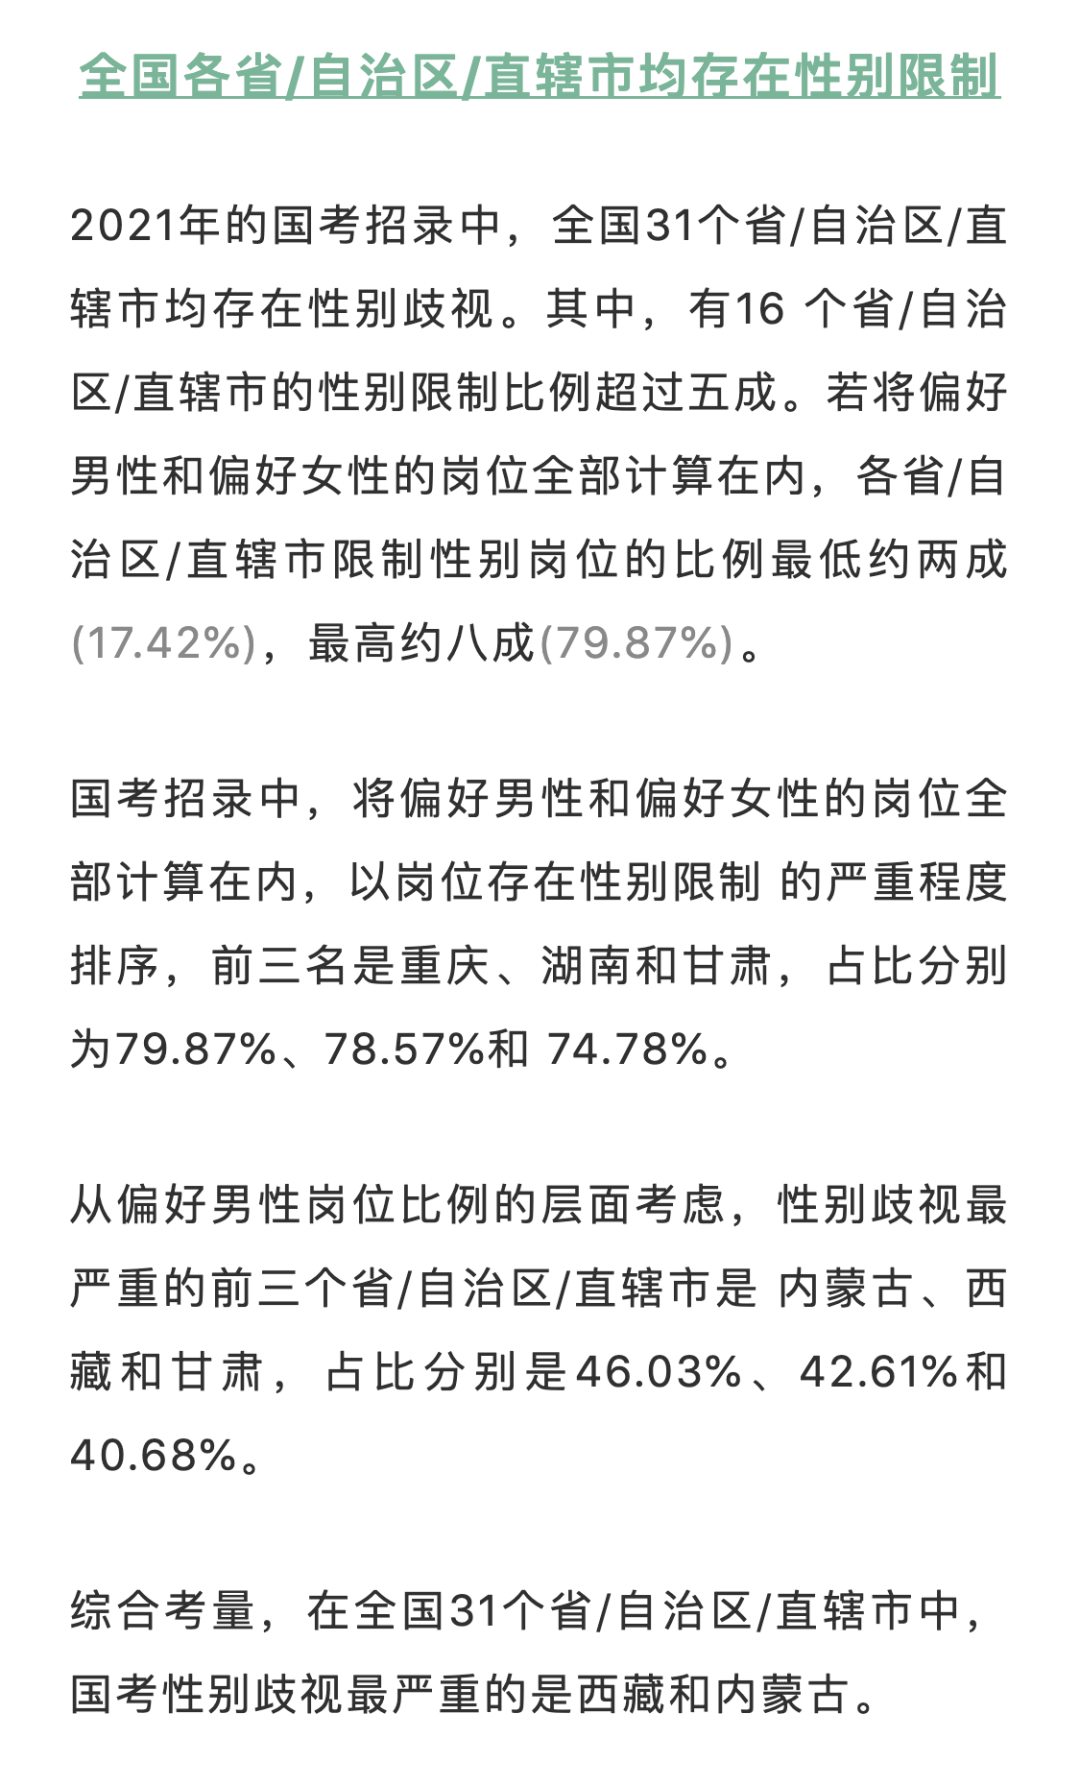 全国各省/自治区/直辖市均存在性别限制
2021年的国考招录中，全国31个省/自治区/直
辖市均存在性别歧视。其中，有16 个省/自治
区/直辖市的性别限制比例超过五成。若将偏好
男性和偏好女性的岗位全部计算在内，各省/自
治区/直辖市限制性别岗位的比例最低约两成
(17.42%)，最高约八成(79.87%)。
国考招录中，将偏好男性和偏好女性的岗位全
部计算在内，以岗位存在性别限制 的严重程度
排序，前三名是重庆、湖南和甘肃，占比分别
为79.87%、78.57%和 74.78%。
从偏好男性岗位比例的层面考虑，性别歧视最
严重的前三个省/自治区/直辖市是 内蒙古、西
藏和甘肃，占比分别是46.03%、42.61%和
40.68%。
综合考量，在全国31个省/自治区/直辖市中，
国考性别歧视最严重的是西藏和内蒙古。